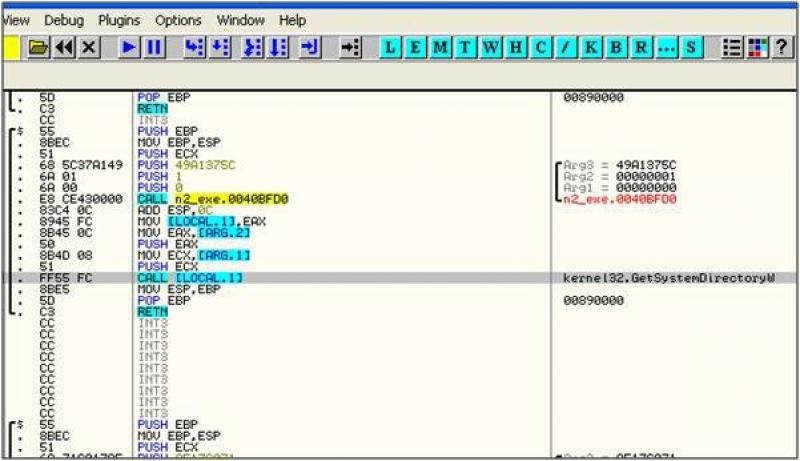 View Debug Plugins Options Window Help
L E M T W H C / K B R ... S ?
5D POP EBP 00890000
C3 RETN
CC INT3
$ 55 PUSH EBP
. 8BEC MOV EBP,ESP
. 51 PUSH ECX
. 68 5C37A149 PUSH 49A1375C Arg3 = 49A1375C
. 6A 01 PUSH 1 Arg2 = 00000001
. 6A 00 PUSH 0 Arg1 = 00000000
. E8 CE430000 CALL n2_exe.0040BFD0 n2_exe.0040BFD0
. 83C4 0C ADD ESP,0C
. 8945 FC MOV [LOCAL.1],EAX
. 8B45 0C MOV EAX,[ARG.2]
. 50 PUSH EAX
. 8B4D 08 MOV ECX,[ARG.1]
. 51 PUSH ECX
. FF55 FC CALL [LOCAL.1] kernel32.GetSystemDirectoryW
. 8BE5 MOV ESP,EBP
. 5D POP EBP 00890000
. C3 RETN
CC INT3
CC INT3
CC INT3
CC INT3
CC INT3
CC INT3
CC INT3
CC INT3
CC INT3
$ 55 PUSH EBP
. 8BEC MOV EBP,ESP
. 51 PUSH ECX